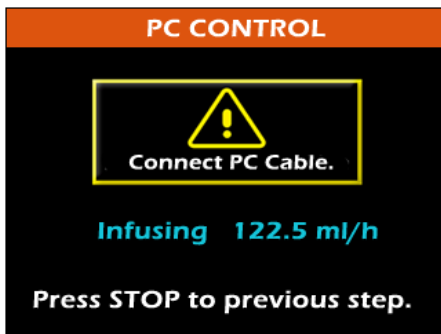 PC CONTROL
Connect PC Cable.
Infusing 122.5 ml/h
Press STOP to previous step.